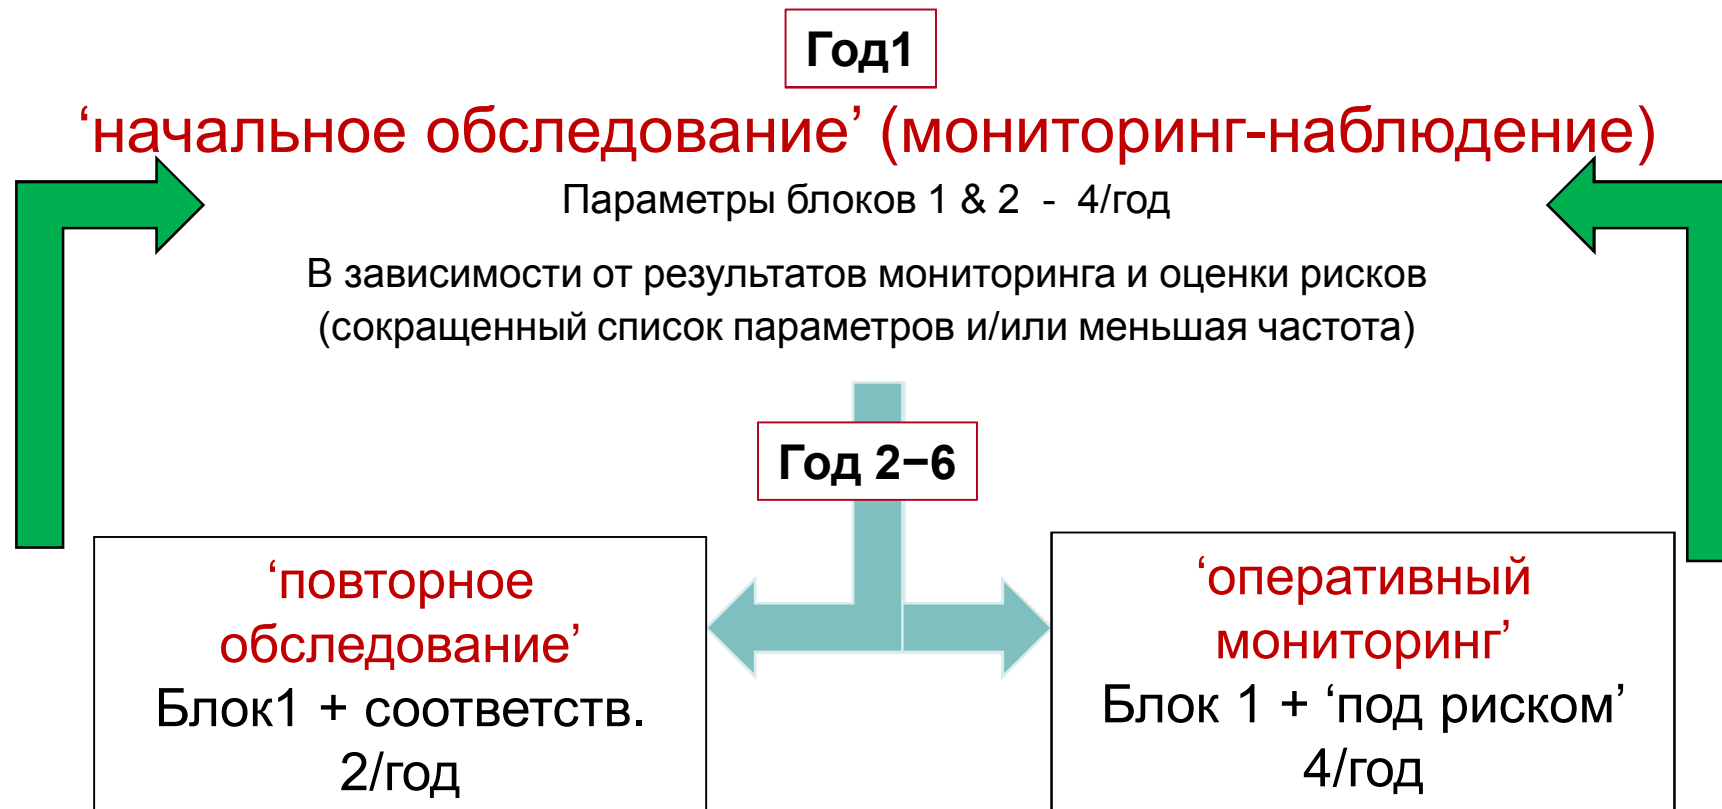 Год1
‘начальное обследование’ (мониторинг-наблюдение)
Параметры блоков 1 & 2 - 4/год
В зависимости от результатов мониторинга и оценки рисков
(сокращенный список параметров и/или меньшая частота)
Год 2–6
‘повторное
обследование’
Блок1 + соответств.
2/год
‘оперативный
мониторинг’
Блок 1 + ‘под риском’
4/год